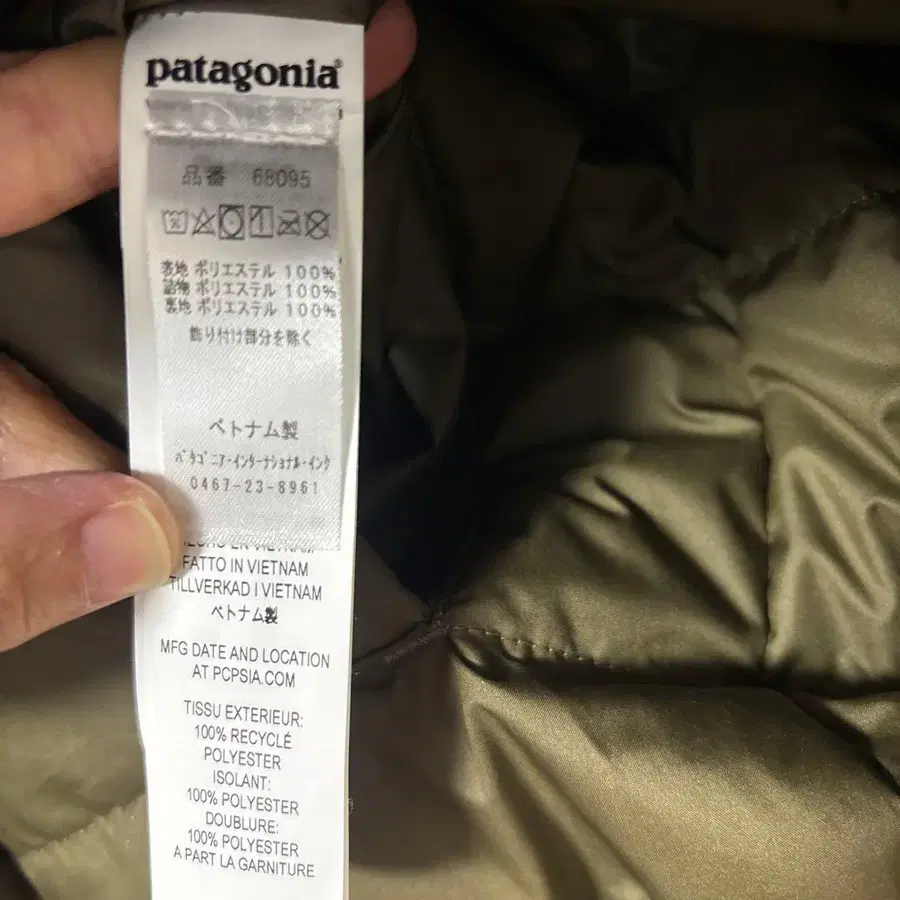 patagonia®
品番 68095
表地 ポリエステル 100%
詰物 ポリエステル 100%
裏地 ポリエステル 100%
飾り付け部分を除く
ベトナム製
パタゴニア・インターナショナル・インク
0467-23-8961
HECHO EN VIETNAM
FATTO IN VIETNAM
TILLVERKAD I VIETNAM
ベトナム製
MFG DATE AND LOCATION
AT PCPSIA.COM
TISSU EXTERIEUR:
100% RECYCLÉ
POLYESTER
ISOLANT:
100% POLYESTER
DOUBLURE:
100% POLYESTER
A PART LA GARNITURE